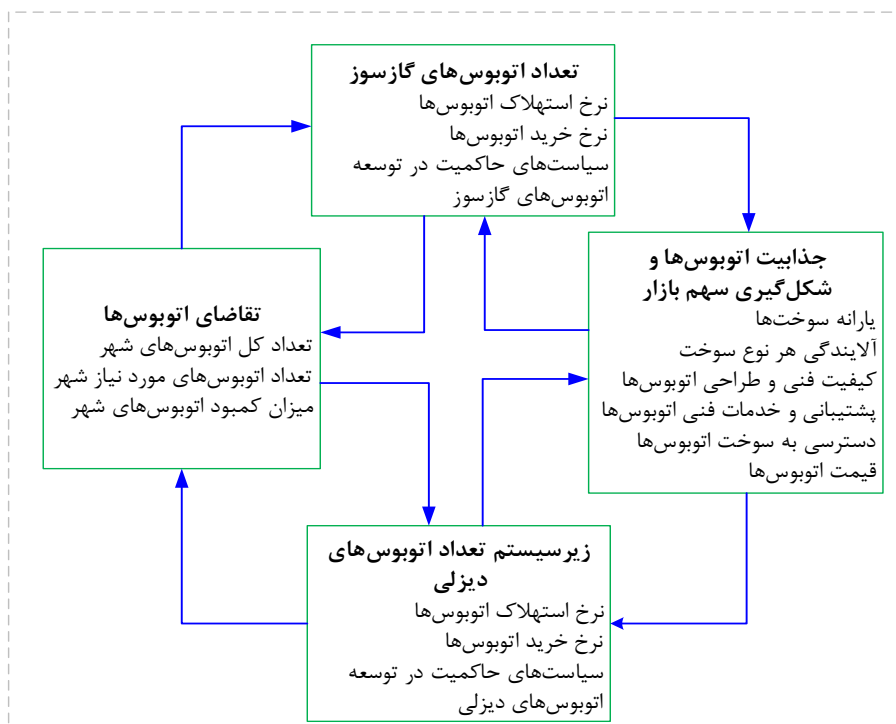 تعداد اتوبوس‌های گازسوز
نرخ استهلاک اتوبوس‌ها
نرخ خرید اتوبوس‌ها
سیاست‌های حاکمیت در توسعه
اتوبوس‌های گازسوز
جذابیت اتوبوس‌ها و
شکل‌گیری سهم بازار
یارانه سوخت‌ها
آلایندگی هر نوع سوخت
کیفیت فنی و طراحی اتوبوس‌ها
پشتیبانی و خدمات فنی اتوبوس‌ها
دسترسی به سوخت اتوبوس‌ها
قیمت اتوبوس‌ها
تقاضای اتوبوس‌ها
تعداد کل اتوبوس‌های شهر
تعداد اتوبوس‌های مورد نیاز شهر
میزان کمبود اتوبوس‌های شهر
زیرسیستم تعداد اتوبوس‌های
دیزلی
نرخ استهلاک اتوبوس‌ها
نرخ خرید اتوبوس‌ها
سیاست‌های حاکمیت در توسعه
اتوبوس‌های دیزلی